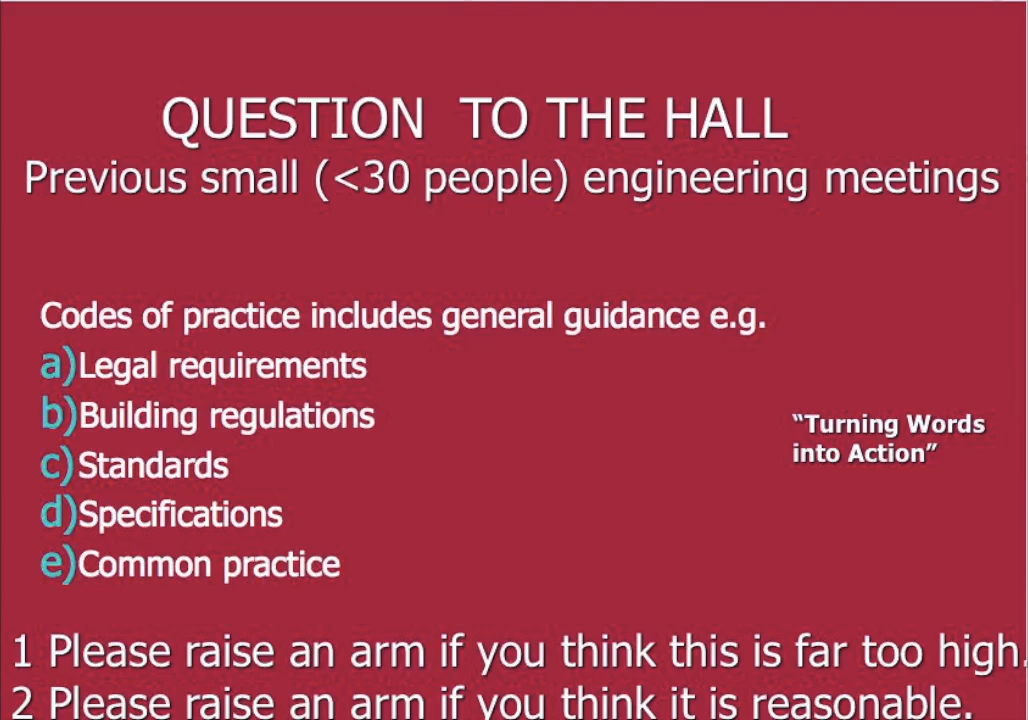 QUESTION TO THE HALL
Previous small (<30 people) engineering meetings
Codes of practice includes general guidance e.g.
a)Legal requirements
b)Building regulations
c)Standards
d)Specifications
e)Common practice
"Turning Words
into Action"
1 Please raise an arm if you think this is far too high.
2 Please raise an arm if you think it is reasonable.